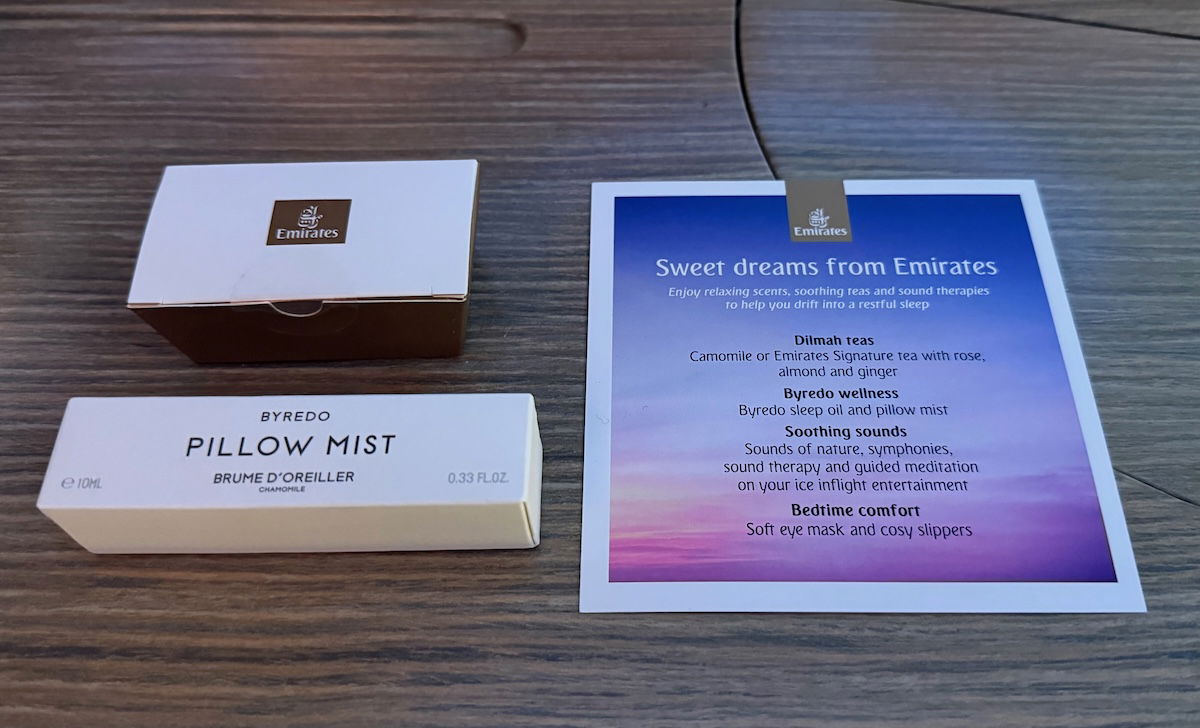 Emirates
BYREDO
PILLOW MIST
BRUME D'OREILLER
CHAMOMILE
℮ 10ML
0.33 FL.OZ.
Emirates
Sweet dreams from Emirates
Enjoy relaxing scents, soothing teas and sound therapies
to help you drift into a restful sleep
Dilmah teas
Camomile or Emirates Signature tea with rose,
almond and ginger
Byredo wellness
Byredo sleep oil and pillow mist
Soothing sounds
Sounds of nature, symphonies,
sound therapy and guided meditation
on your ice inflight entertainment
Bedtime comfort
Soft eye mask and cosy slippers